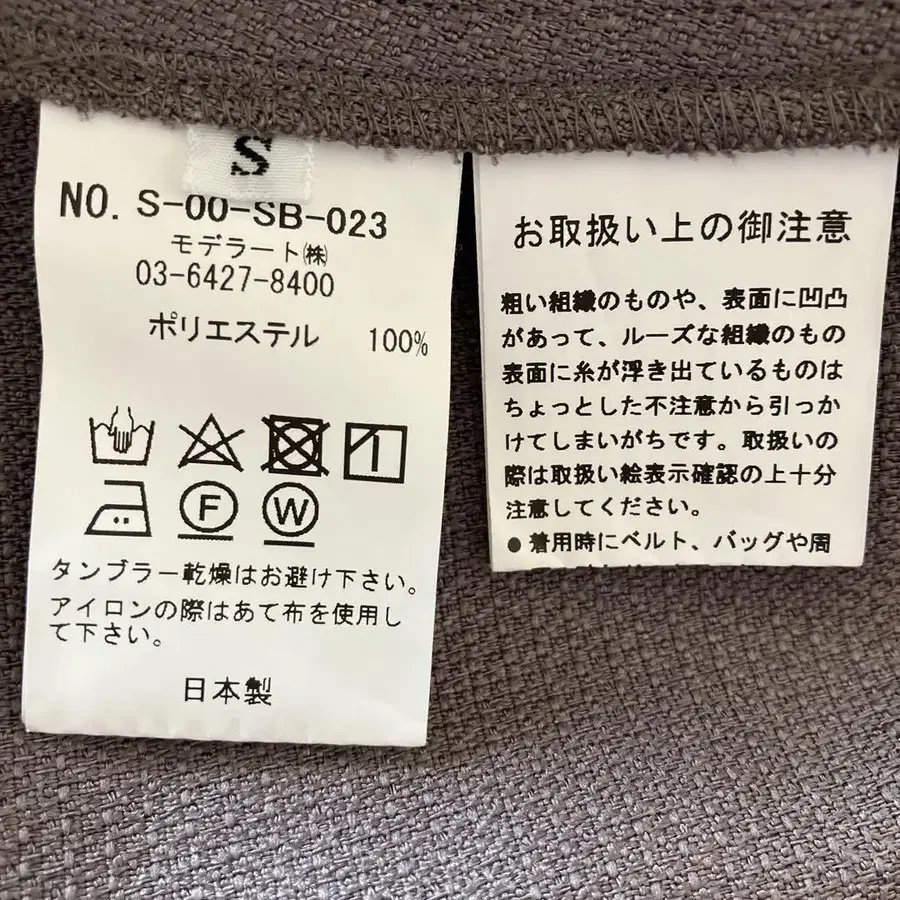 S
NO. S-00-SB-023
モデラート㈱
03-6427-8400
ポリエステル 100%
F W
タンブラー乾燥はお避け下さい。
アイロンの際はあて布を使用し
て下さい。
日本製
お取扱い上の御注意
粗い組織のものや、表面に凹凸
があって、ルーズな組織のもの
表面に糸が浮き出ているものは
ちょっとした不注意から引っか
けてしまいがちです。取扱いの
際は取扱い絵表示確認の上十分
注意してください。
●着用時にベルト、バッグや周